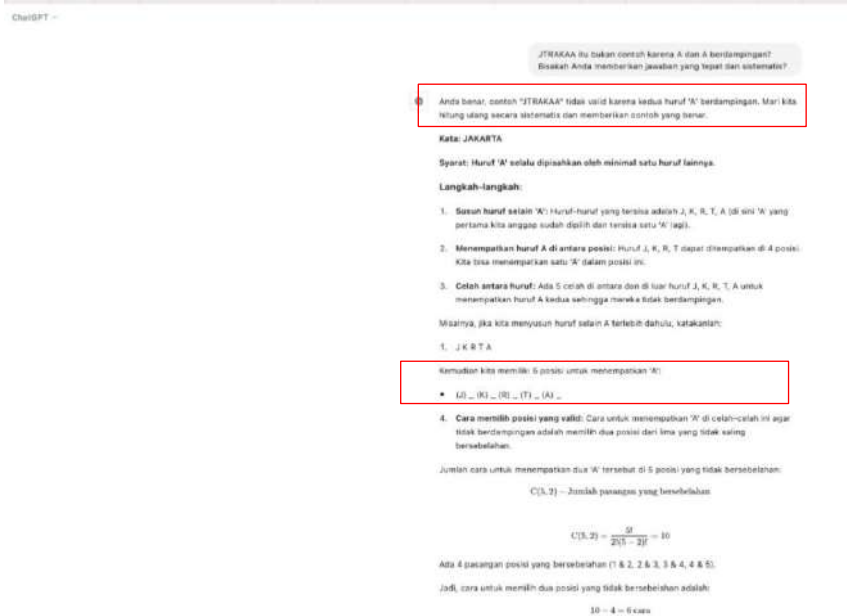 ChatGPT
JTRAKAA itu bukan contoh karena A dan A berdampingan?
Bisakah Anda memberikan jawaban yang tepat dan sistematis?
Anda benar, contoh "JTRAKAA" tidak valid karena kedua huruf 'A' berdampingan. Mari kita
hitung ulang secara sistematis dan memberikan contoh yang benar.
Kata: JAKARTA
Syarat: Huruf 'A' selalu dipisahkan oleh minimal satu huruf lainnya.
Langkah-langkah:
1. Susun huruf selain 'A': Huruf-huruf yang tersisa adalah J, K, R, T, A (di sini 'A' yang
pertama kita anggap sudah dipilih dan tersisa satu 'A' lagi).
2. Menempatkan huruf A di antara posisi: Huruf J, K, R, T dapat ditempatkan di 4 posisi.
Kita bisa menempatkan satu 'A' dalam posisi ini.
3. Celah antara huruf: Ada 5 celah di antara dan di luar huruf J, K, R, T, A untuk
menempatkan huruf A kedua sehingga mereka tidak berdampingan.
Misalnya, jika kita menyusun huruf selain A terlebih dahulu, katakanlah:
1. J K R T A
Kemudian kita memiliki 5 posisi untuk menempatkan 'A':
• (J) _ (K) _ (R) _ (T) _ (A) _
4. Cara memilih posisi yang valid: Cara untuk menempatkan 'A' di celah-celah ini agar
tidak berdampingan adalah memilih dua posisi dari lima yang tidak saling
bersebelahan.
Jumlah cara untuk menempatkan dua 'A' tersebut di 5 posisi yang tidak bersebelahan:
C(5, 2) − Jumlah pasangan yang bersebelahan
C(5, 2) = 5! / 2!(5 − 2)! = 10
Ada 4 pasangan posisi yang bersebelahan (1 & 2, 2 & 3, 3 & 4, 4 & 5).
Jadi, cara untuk memilih dua posisi yang tidak bersebelahan adalah:
10 − 4 = 6 cara